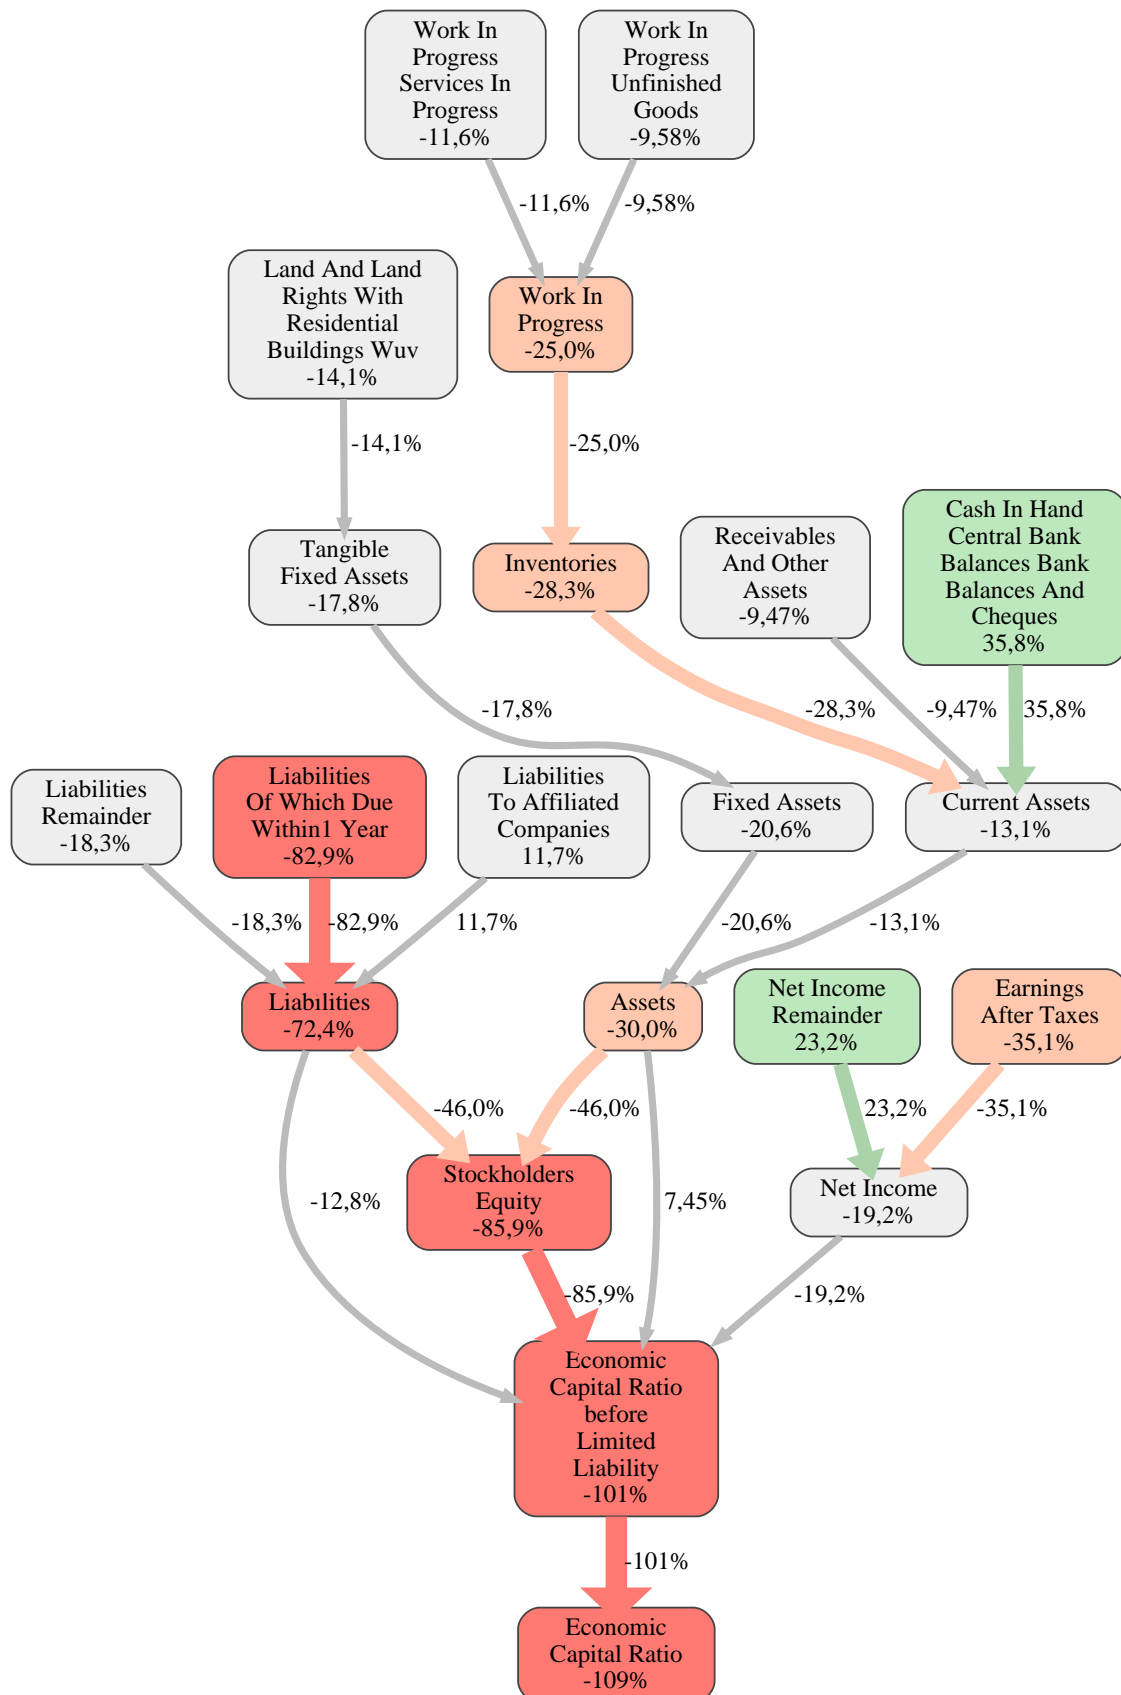 Work In
Progress
Services In
Progress
-11,6%
Work In
Progress
Unfinished
Goods
-9,58%
-11,6%
-9,58%
Land And Land
Rights With
Residential
Buildings Wuv
-14,1%
Work In
Progress
-25,0%
-14,1%
-25,0%
Tangible
Fixed Assets
-17,8%
Inventories
-28,3%
Receivables
And Other
Assets
-9,47%
Cash In Hand
Central Bank
Balances Bank
Balances And
Cheques
35,8%
-17,8%
-28,3%
-9,47%
35,8%
Liabilities
Remainder
-18,3%
Liabilities
Of Which Due
Within1 Year
-82,9%
Liabilities
To Affiliated
Companies
11,7%
Fixed Assets
-20,6%
Current Assets
-13,1%
-18,3%
-82,9%
11,7%
-20,6%
-13,1%
Liabilities
-72,4%
Assets
-30,0%
Net Income
Remainder
23,2%
Earnings
After Taxes
-35,1%
-46,0%
-46,0%
23,2%
-35,1%
-12,8%
Stockholders
Equity
-85,9%
7,45%
Net Income
-19,2%
-85,9%
-19,2%
Economic
Capital Ratio
before
Limited
Liability
-101%
-101%
Economic
Capital Ratio
-109%